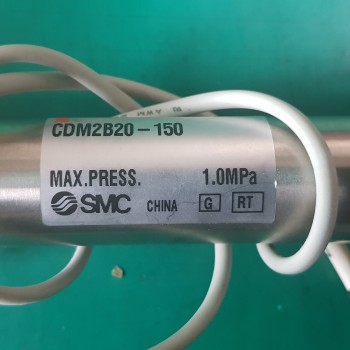 CDM2B20-150
MAX.PRESS. 1.0MPa
SMC CHINA G RT